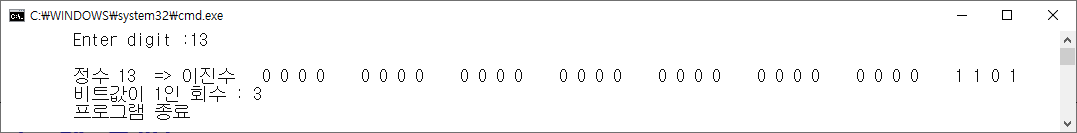 C:₩WINDOWS₩system32₩cmd.exe
Enter digit :13
정수 13 => 이진수 0 0 0 0 0 0 0 0 0 0 0 0 0 0 0 0 0 0 0 0 0 0 0 0 0 0 0 0 1 1 0 1
비트값이 1인 회수 : 3
프로그램 종료